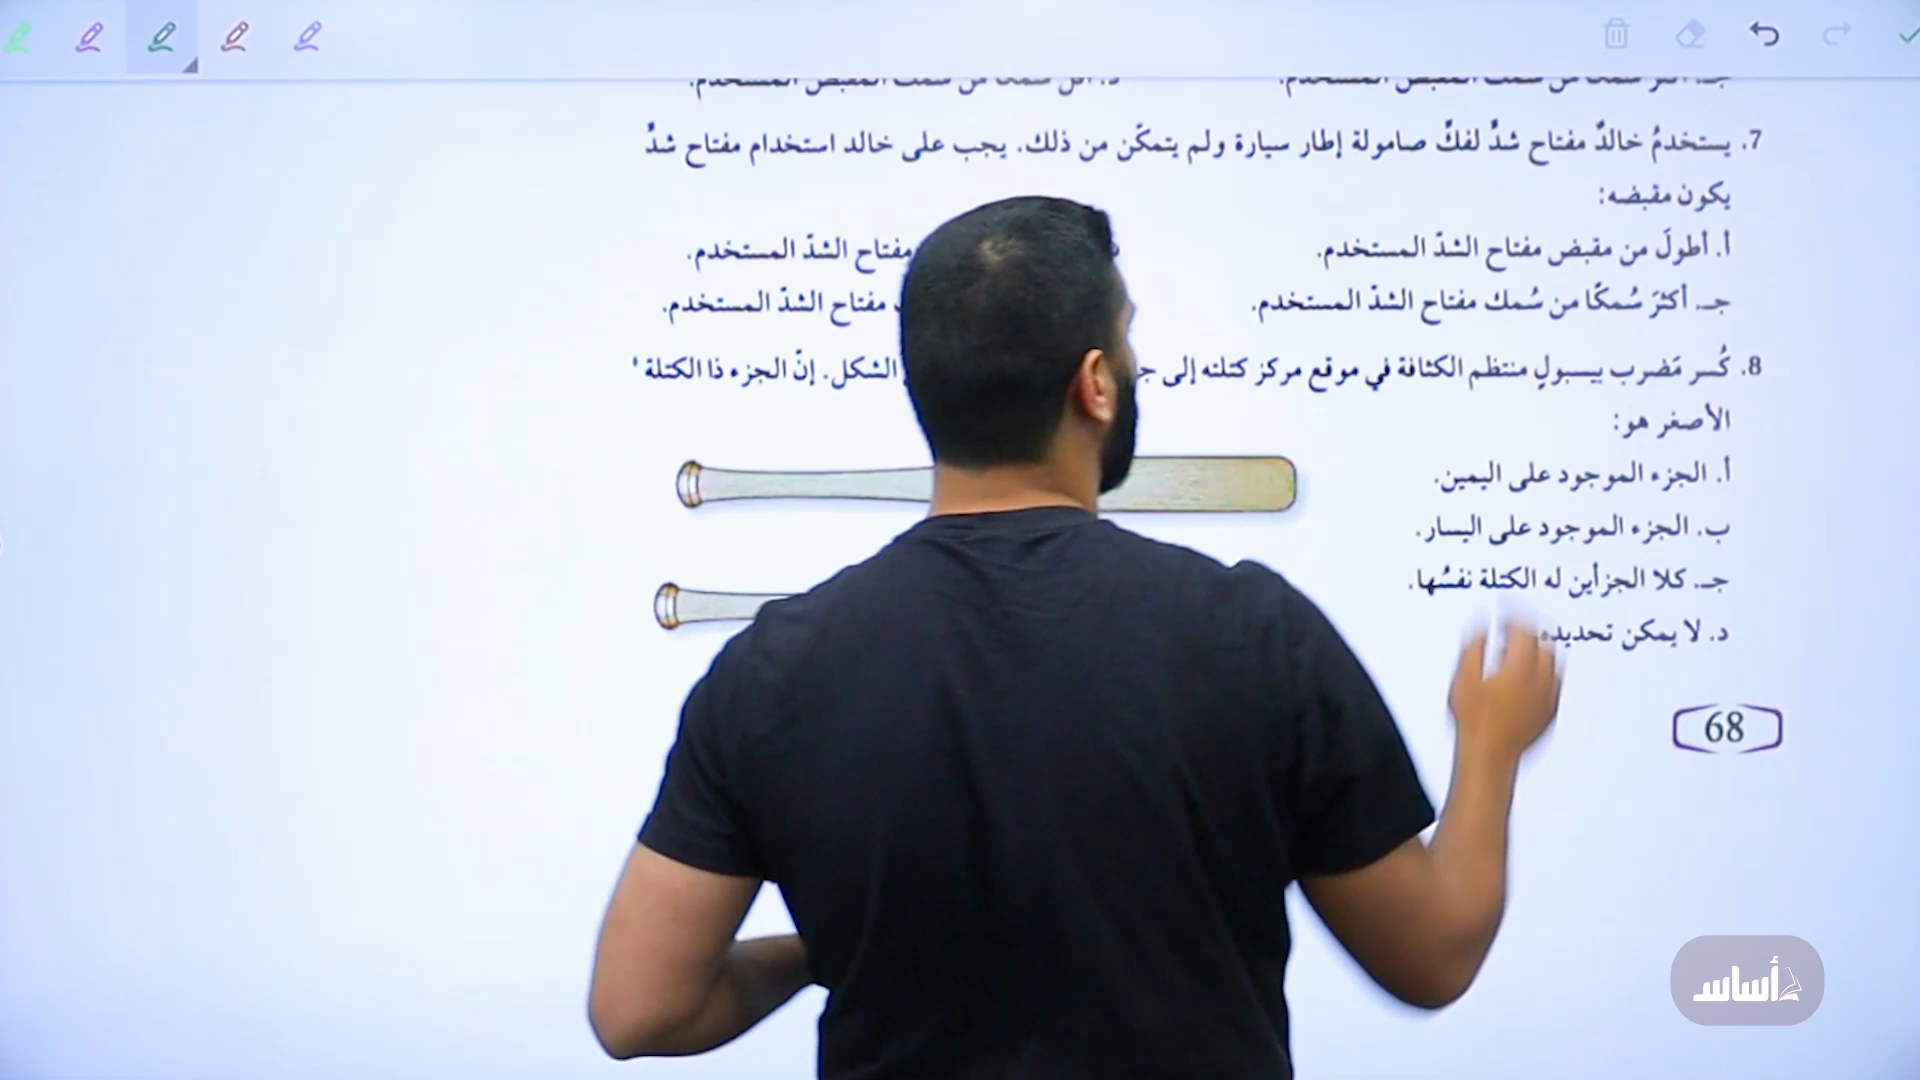 7. يستخدمُ خالدٌ مفتاح شدٍّ لفكِّ صامولة إطار سيارة ولم يتمكّن من ذلك. يجب على خالد استخدام مفتاح شدٍّ
يكون مقبضه:
أ. أطولَ من مقبض مفتاح الشدّ المستخدم.
مفتاح الشدّ المستخدم.
جـ. أكثرَ سُمكًا من سُمك مفتاح الشدّ المستخدم.
مفتاح الشدّ المستخدم.
8. كُسر مَضرب بيسبولٍ منتظم الكثافة في موقع مركز كتلته إلى
الشكل. إنّ الجزء ذا الكتلة
الأصغر هو:
أ. الجزء الموجود على اليمين.
ب. الجزء الموجود على اليسار.
جـ. كلا الجزأين له الكتلة نفسُها.
د. لا يمكن تحديده
68
أساس